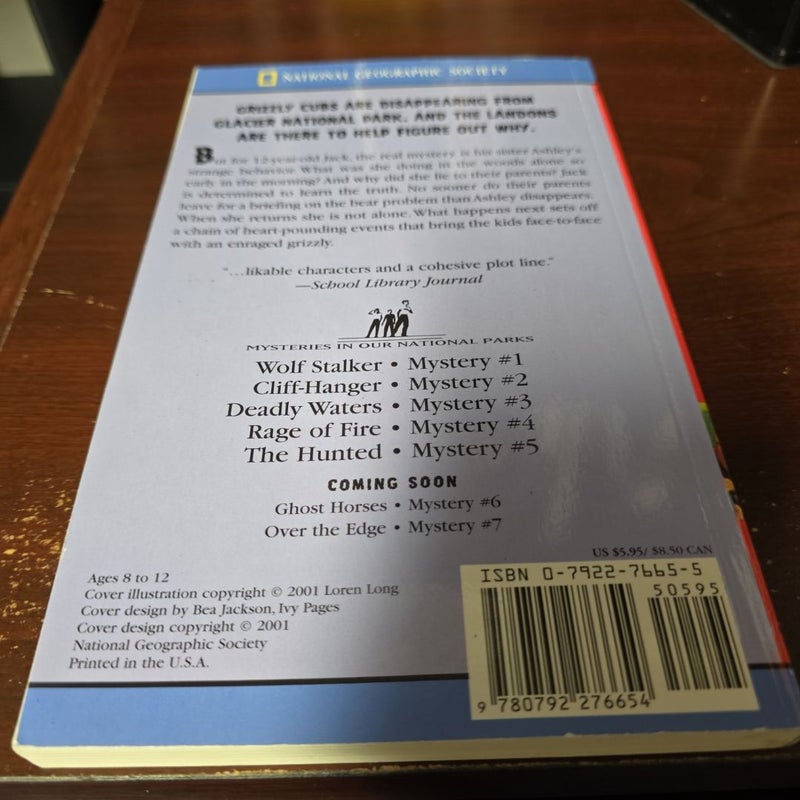 NATIONAL GEOGRAPHIC SOCIETY
GRIZZLY CUBS ARE DISAPPEARING FROM
GLACIER NATIONAL PARK, AND THE LANDONS
ARE THERE TO HELP FIGURE OUT WHY.
But for 12-year-old Jack, the real mystery is his sister Ashley's
strange behavior. What was she doing in the woods alone so
early in the morning? And why did she lie to their parents? Jack
is determined to learn the truth. No sooner do their parents
leave for a briefing on the bear problem than Ashley disappears.
When she returns she is not alone. What happens next sets off
a chain of heart-pounding events that bring the kids face-to-face
with an enraged grizzly.
"...likable characters and a cohesive plot line."
—School Library Journal
MYSTERIES IN OUR NATIONAL PARKS
Wolf Stalker • Mystery #1
Cliff-Hanger • Mystery #2
Deadly Waters • Mystery #3
Rage of Fire • Mystery #4
The Hunted • Mystery #5
COMING SOON
Ghost Horses • Mystery #6
Over the Edge • Mystery #7
US $5.95/ $8.50 CAN
ISBN 0-7922-7665-5
50595
9 780792 276654
Ages 8 to 12
Cover illustration copyright © 2001 Loren Long
Cover design by Bea Jackson, Ivy Pages
Cover design copyright © 2001
National Geographic Society
Printed in the U.S.A.